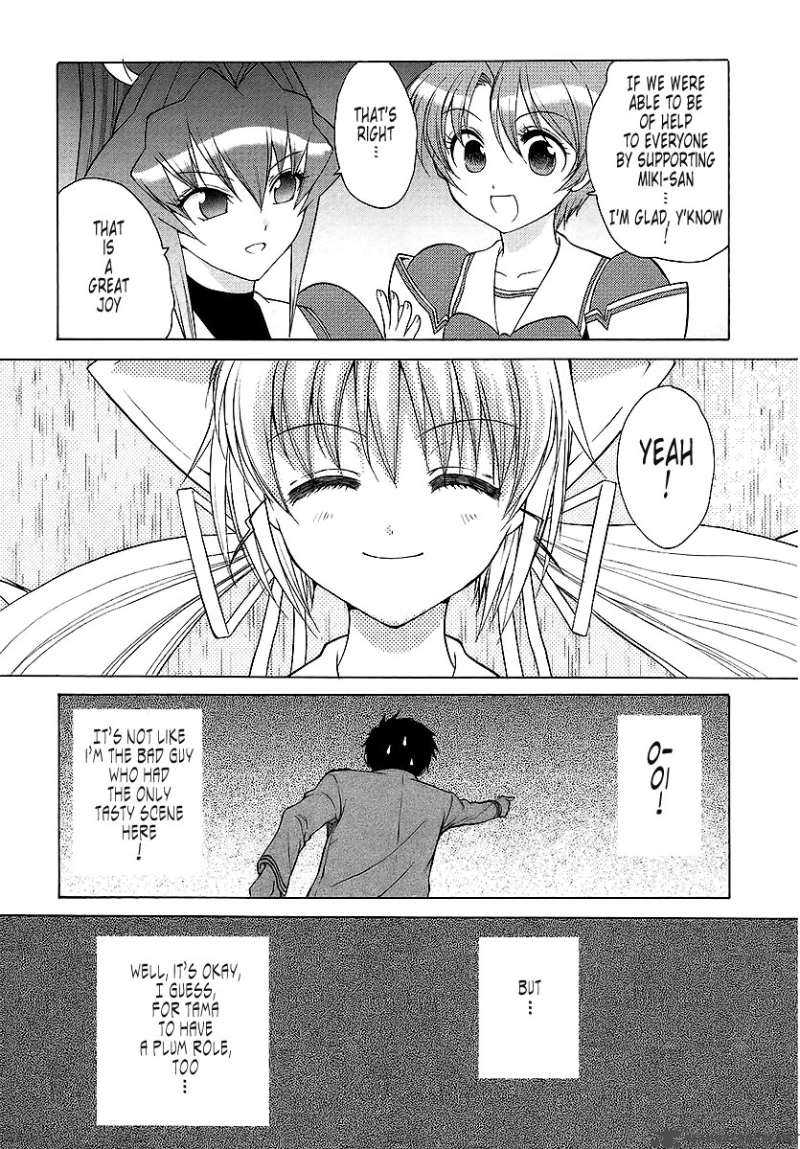 IF WE WERE
ABLE TO BE
OF HELP
TO EVERYONE
BY SUPPORTING
MIKI-SAN
...
I'M GLAD, Y'KNOW
!
THAT'S
RIGHT
...
THAT
IS
A
GREAT
JOY
YEAH
!
O-
OI
!
IT'S NOT LIKE
I'M THE BAD GUY
WHO HAD
THE ONLY
TASTY SCENE
HERE
!
BUT
...
WELL, IT'S OKAY,
I GUESS,
FOR TAMA
TO HAVE
A PLUM ROLE,
TOO
...